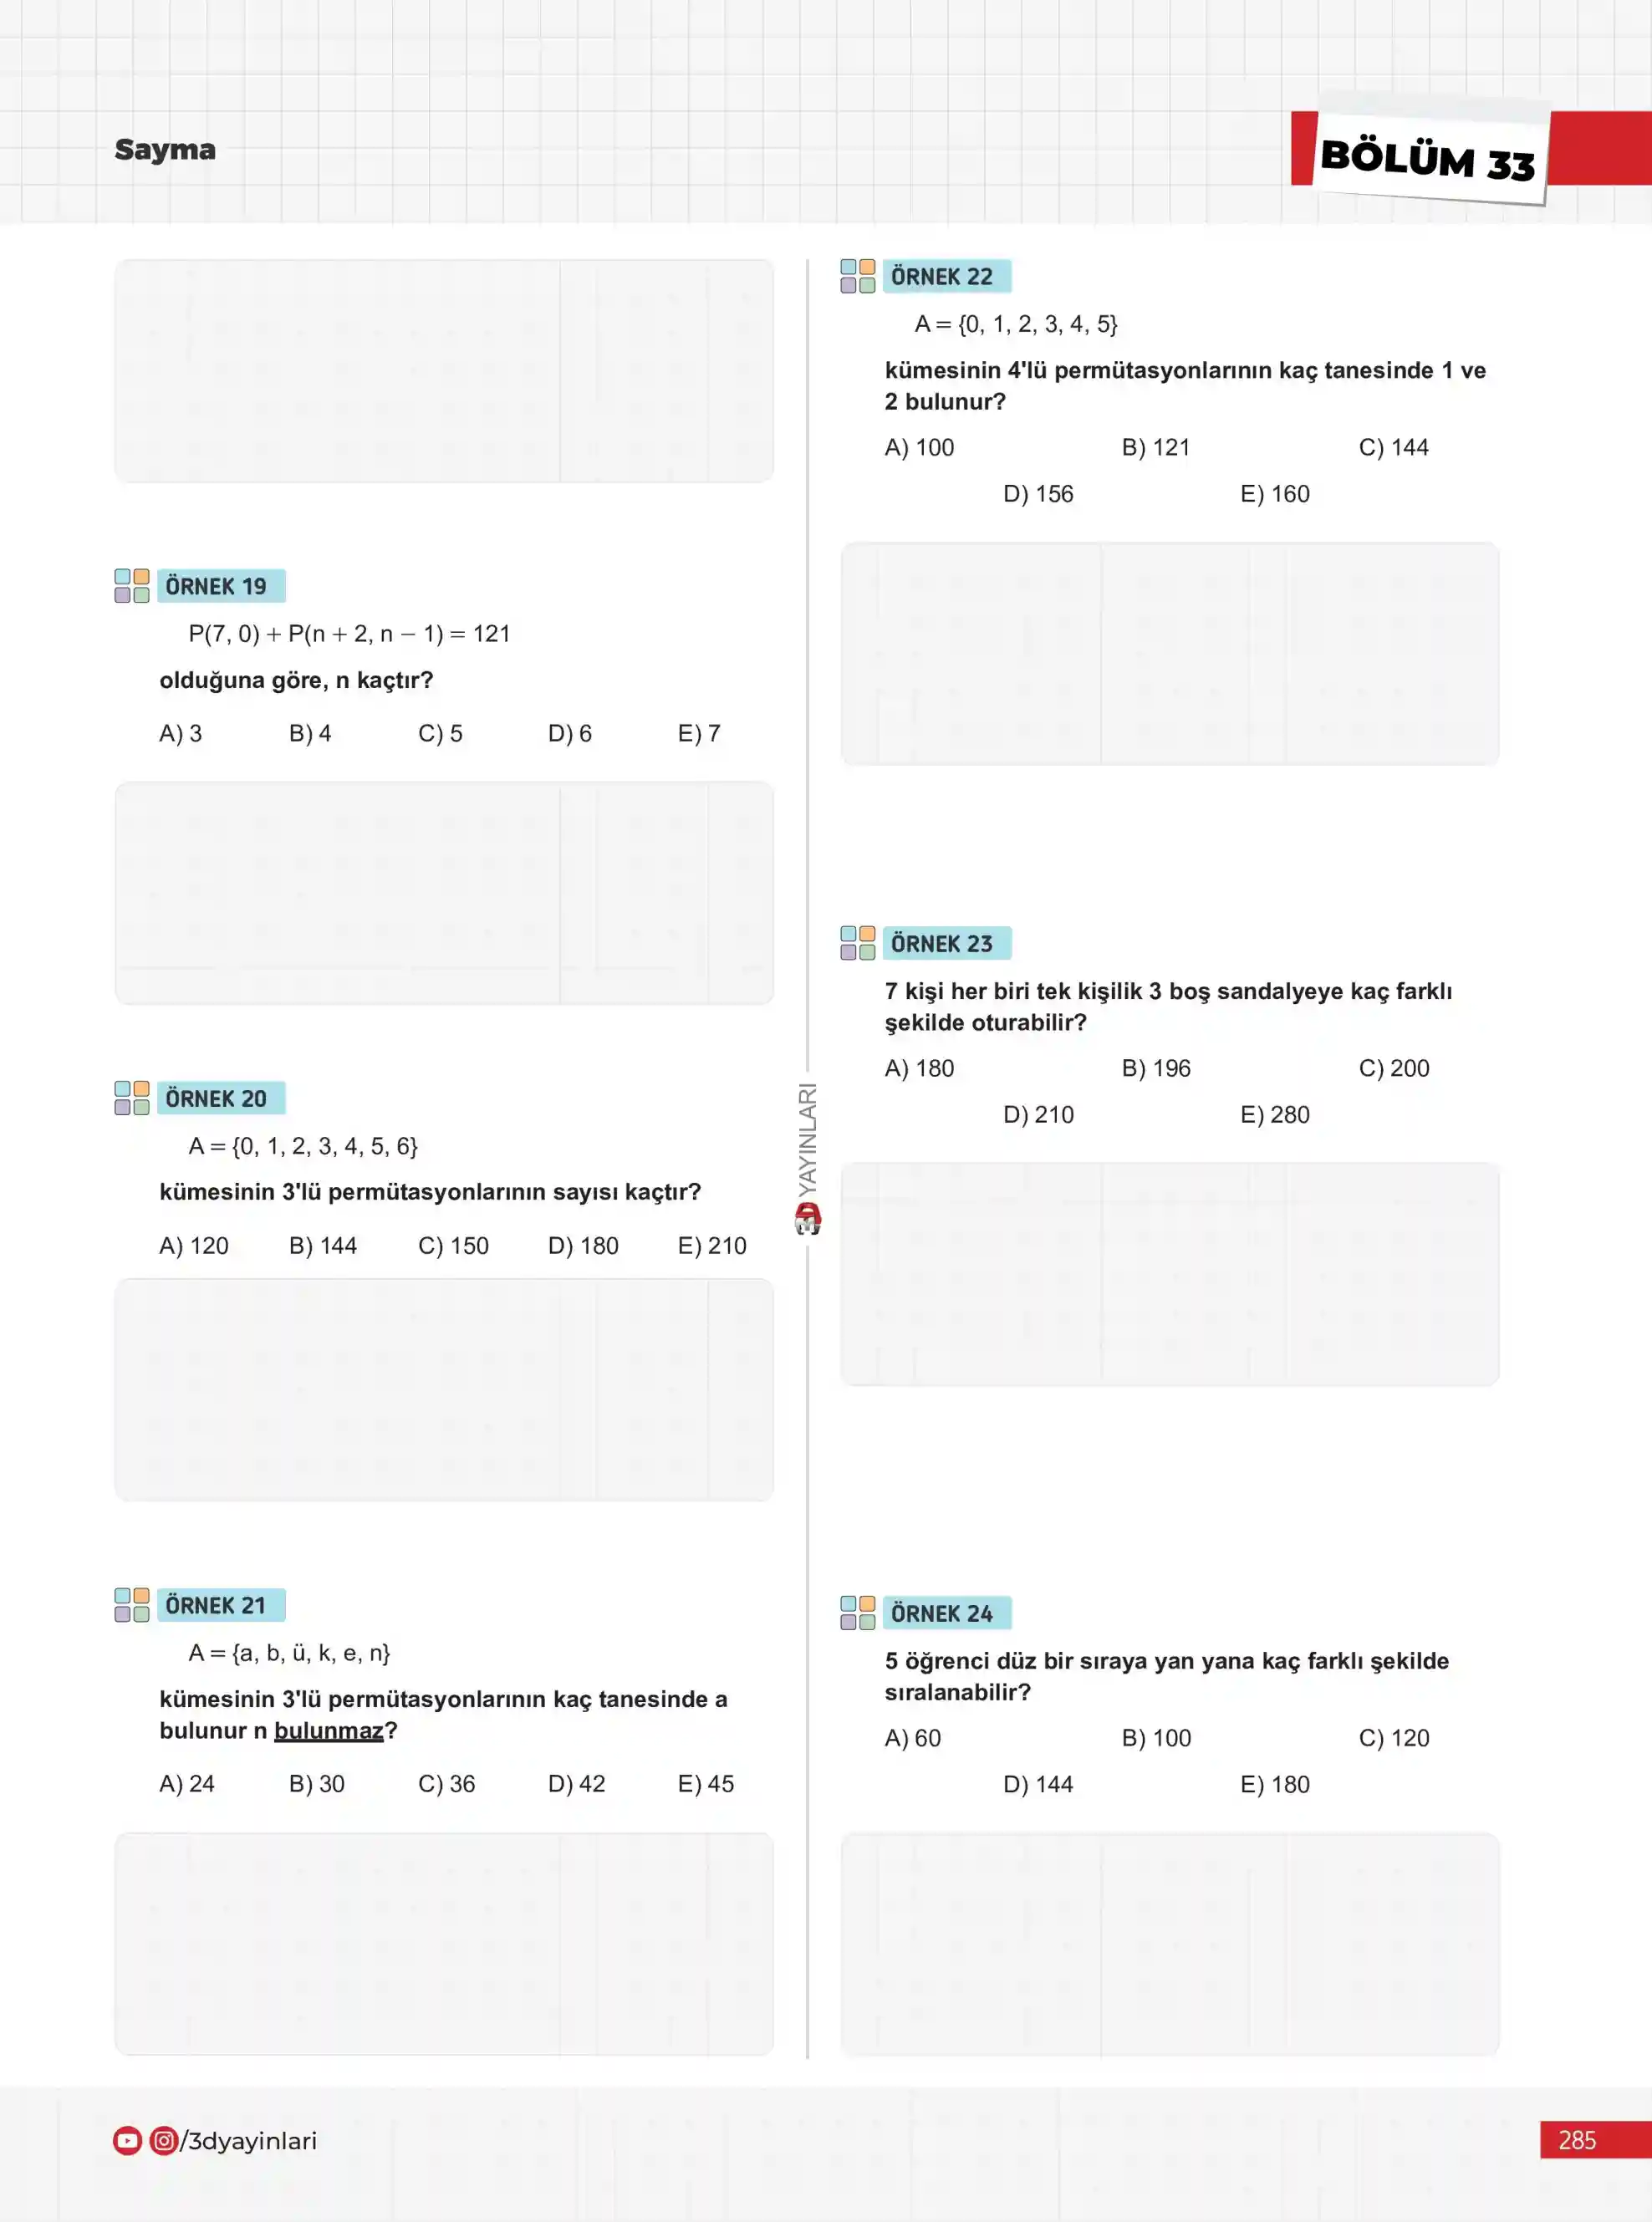 Sayma
BÖLÜM 33
ÖRNEK 19
P(7, 0) + P(n + 2, n − 1) = 121
olduğuna göre, n kaçtır?
A) 3 B) 4 C) 5 D) 6 E) 7
ÖRNEK 20
A = {0, 1, 2, 3, 4, 5, 6}
kümesinin 3'lü permütasyonlarının sayısı kaçtır?
A) 120 B) 144 C) 150 D) 180 E) 210
ÖRNEK 21
A = {a, b, ü, k, e, n}
kümesinin 3'lü permütasyonlarının kaç tanesinde a
bulunur n bulunmaz?
A) 24 B) 30 C) 36 D) 42 E) 45
3D YAYINLARI
ÖRNEK 22
A = {0, 1, 2, 3, 4, 5}
kümesinin 4'lü permütasyonlarının kaç tanesinde 1 ve
2 bulunur?
A) 100 B) 121 C) 144
D) 156 E) 160
ÖRNEK 23
7 kişi her biri tek kişilik 3 boş sandalyeye kaç farklı
şekilde oturabilir?
A) 180 B) 196 C) 200
D) 210 E) 280
ÖRNEK 24
5 öğrenci düz bir sıraya yan yana kaç farklı şekilde
sıralanabilir?
A) 60 B) 100 C) 120
D) 144 E) 180
/3dyayinlari
285